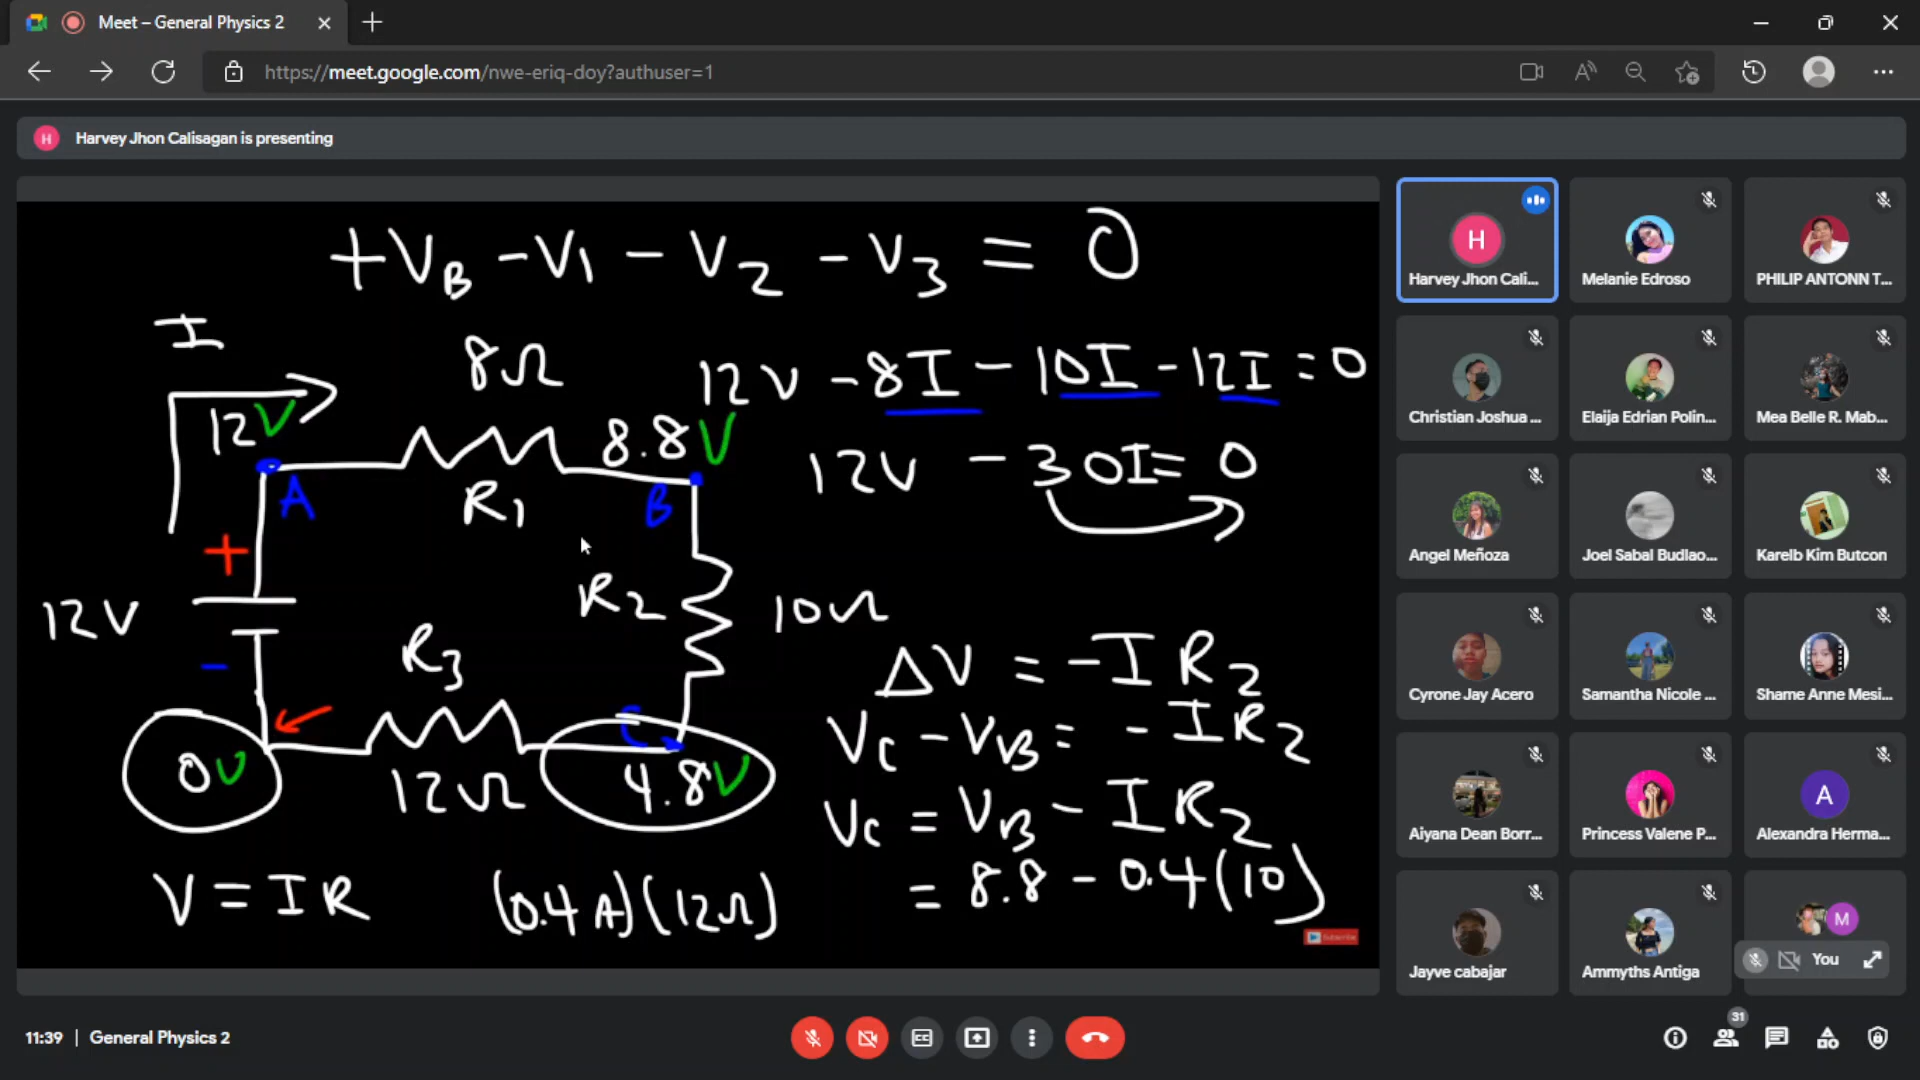 Meet – General Physics 2
https://meet.google.com/nwe-eriq-doy?authuser=1
H Harvey Jhon Calisagan is presenting
+VB -V1 - V2 - V3 = 0
I
8Ω
12V - 8I - 10I - 12I = 0
12V
8.8V
12V - 30I = 0
A
R1
B
+
R2
10Ω
12V
R3
-
ΔV = -IR2
C
VC - VB = -IR2
0V
12Ω
4.8V
VC = VB - IR2
V = IR
(0.4A)(12Ω)
= 8.8 - 0.4(10)
Subscribe
H
Harvey Jhon Cali...
Melanie Edroso
PHILIP ANTONN T...
Christian Joshua ...
Elaija Edrian Polin...
Mea Belle R. Mab...
Angel Meñoza
Joel Sabal Budlao...
Karelb Kim Butcon
Cyrone Jay Acero
Samantha Nicole ...
Shame Anne Mesi...
Aiyana Dean Borr...
Princess Valene P...
A
Alexandra Herma...
Jayve cabajar
Ammyths Antiga
M
You
11:39 | General Physics 2
31